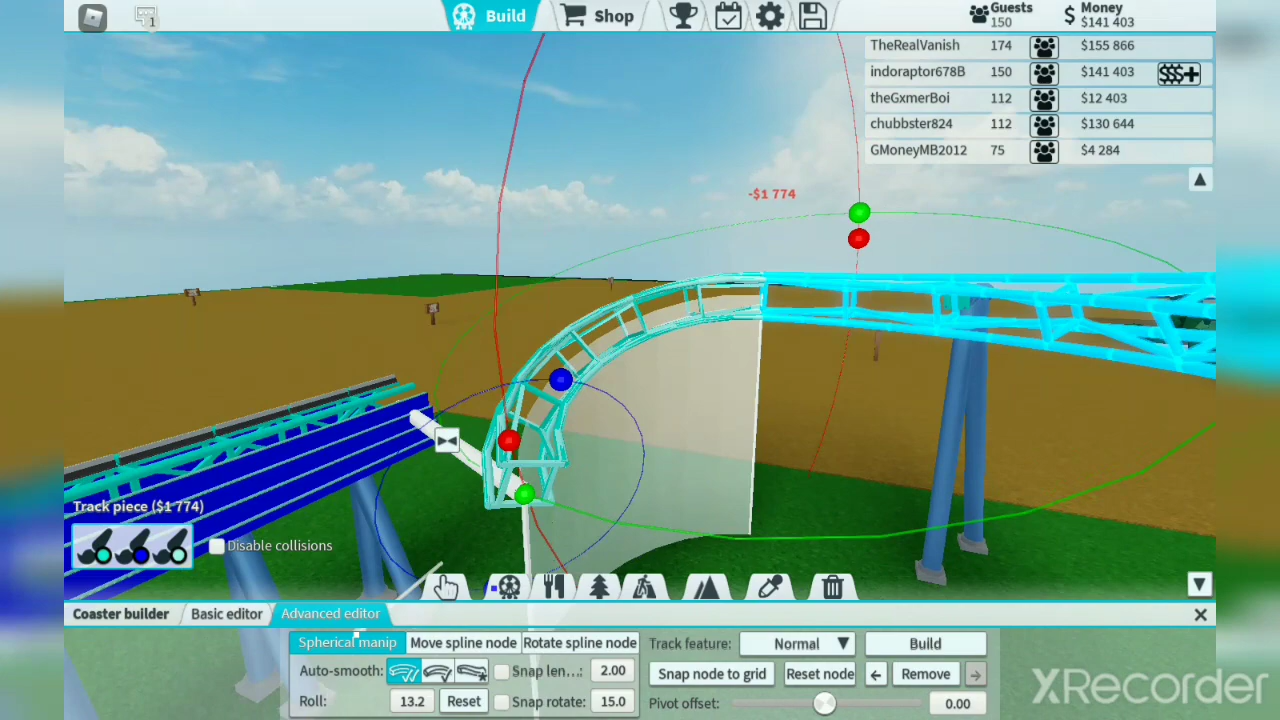 1
Build
Shop
Guests
150
$ Money
$141 403
TheRealVanish 174 $155 866
indoraptor678B 150 $141 403 $$$+
theGxmerBoi 112 $12 403
chubbster824 112 $130 644
GMoneyMB2012 75 $4 284
-$1 774
Track piece ($1 774)
Disable collisions
Coaster builder Basic editor Advanced editor
Spherical manip Move spline node Rotate spline node Track feature: Normal Build
Auto-smooth: Snap len...: 2.00 Snap node to grid Reset node Remove
Roll: 13.2 Reset Snap rotate: 15.0 Pivot offset: 0.00
XRecorder